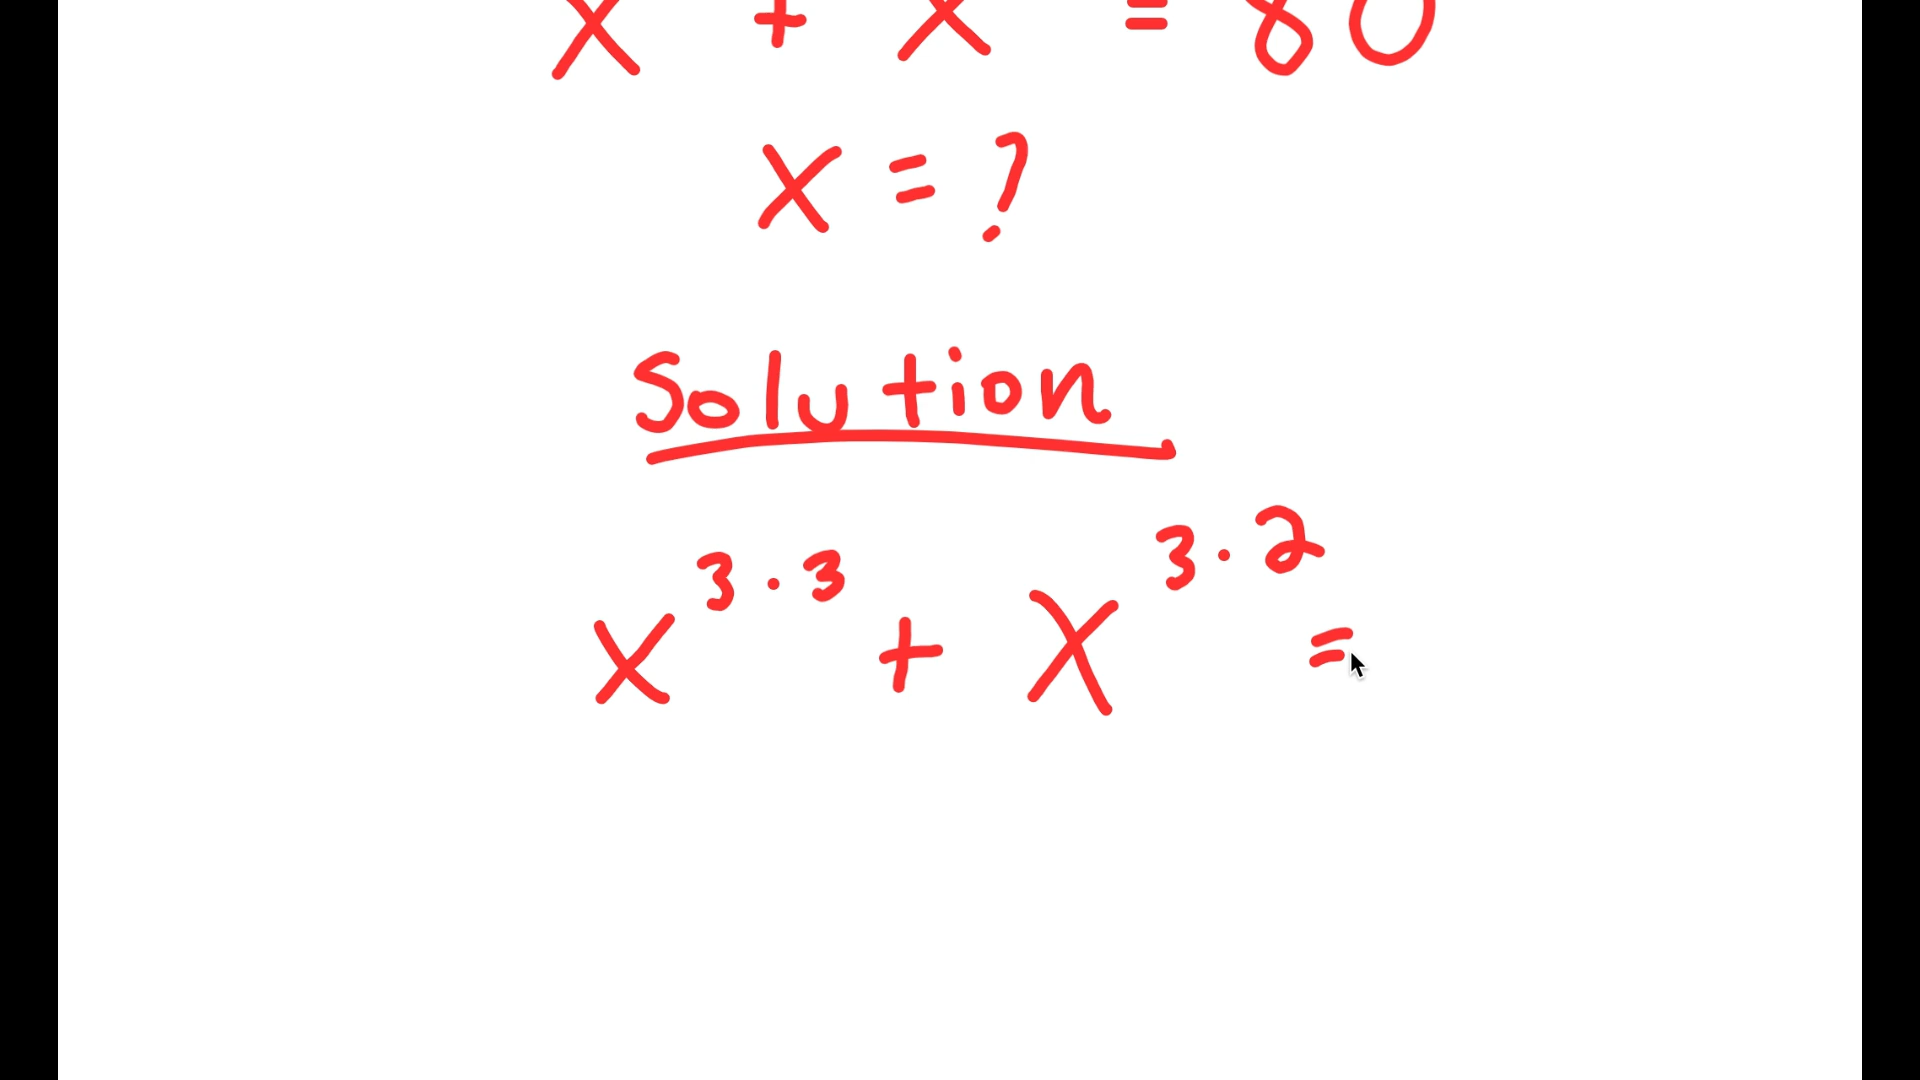 x + x = 80
x = ?
Solution
x^{3·3} + x^{3·2} =